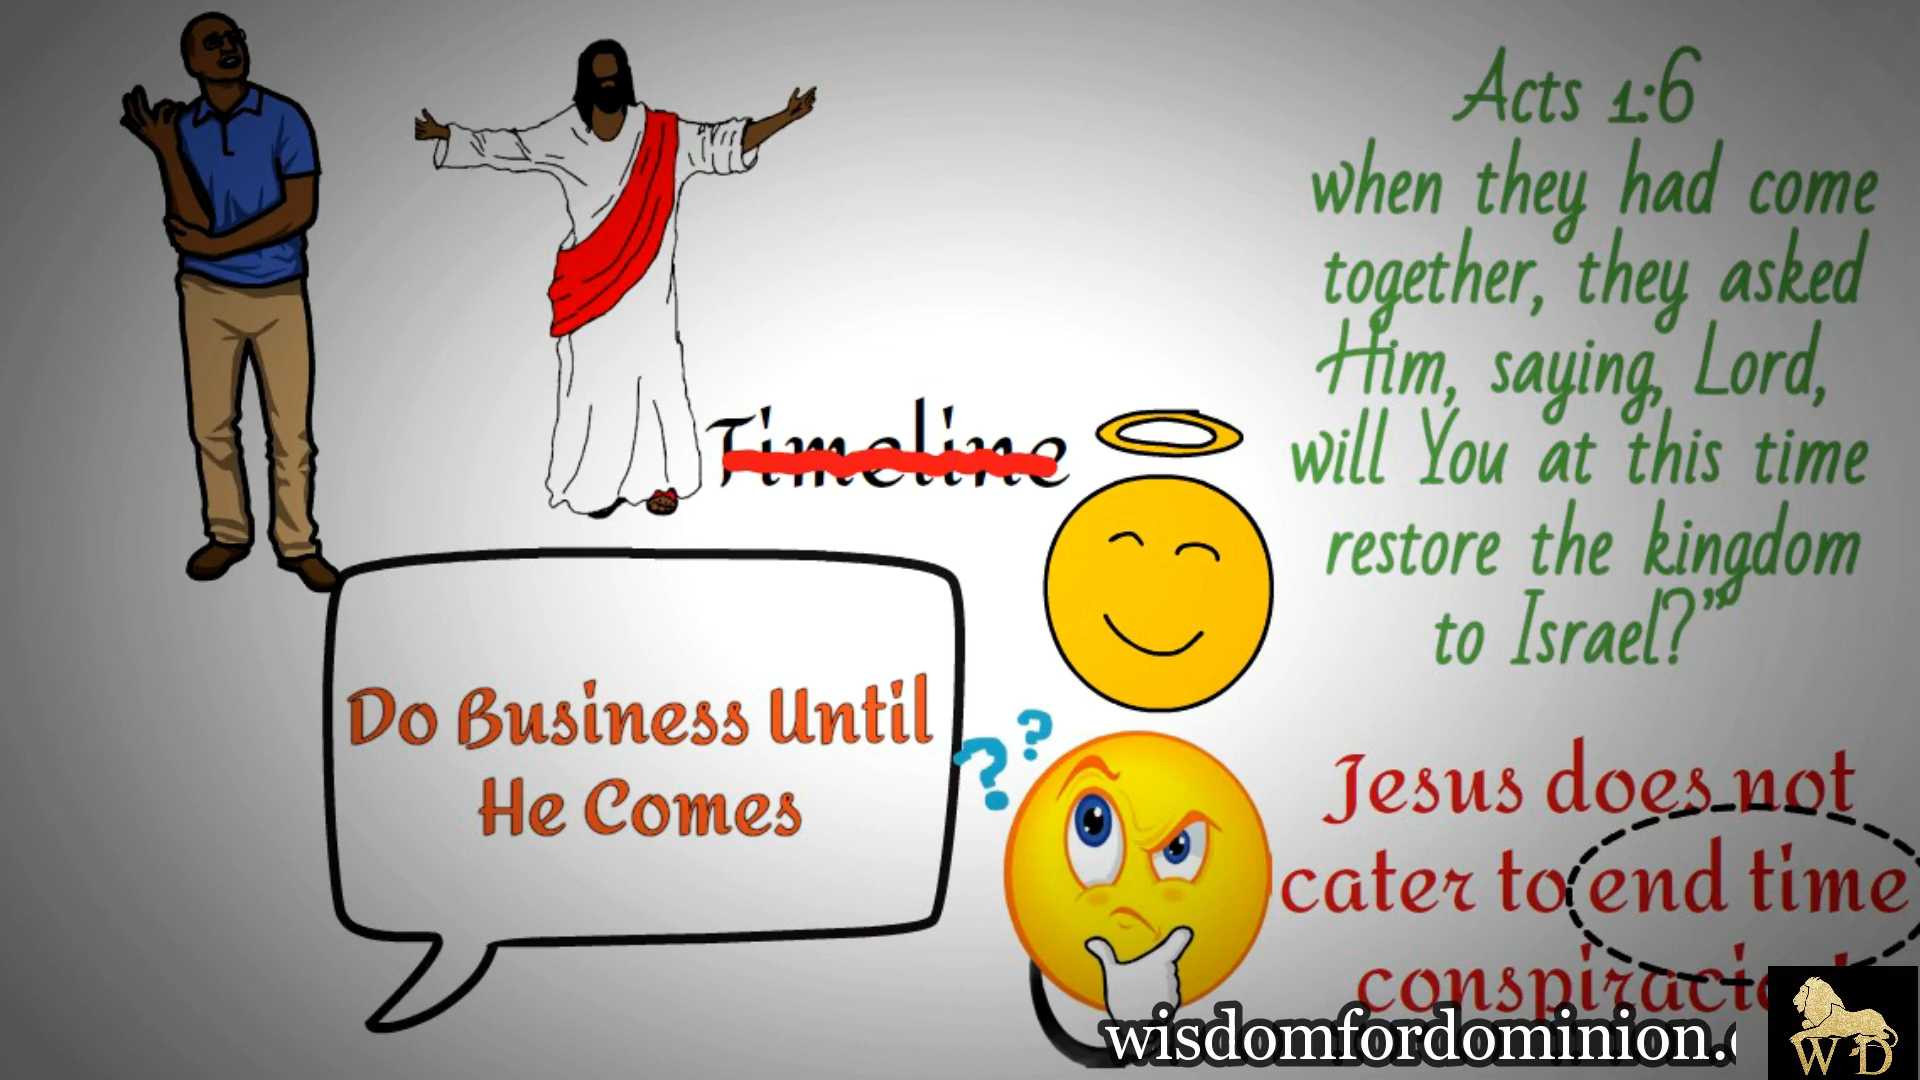 Acts 1:6
when they had come
together, they asked
Him, saying, Lord,
will You at this time
restore the kingdom
to Israel?”
Timeline
Do Business Until
He Comes
? ?
Jesus does not
cater to end time
wisdomfordominion.
W D